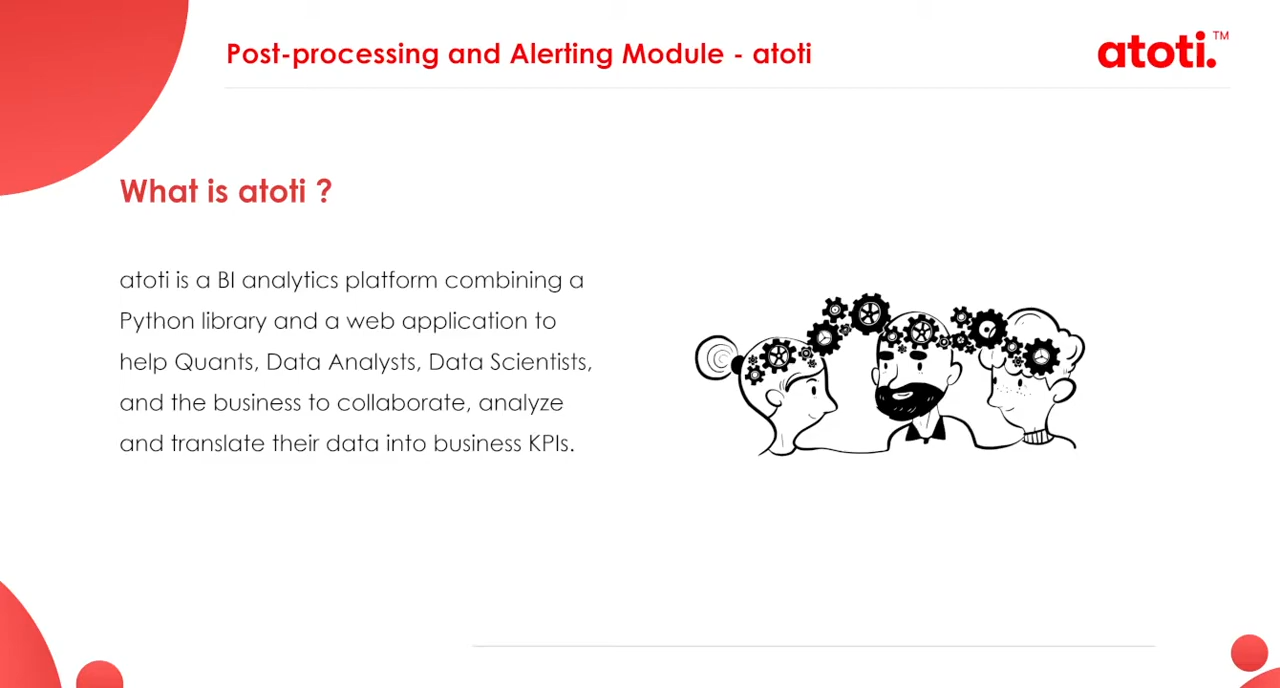 Post-processing and Alerting Module - atoti
atoti.™
What is atoti ?
atoti is a BI analytics platform combining a
Python library and a web application to
help Quants, Data Analysts, Data Scientists,
and the business to collaborate, analyze
and translate their data into business KPIs.